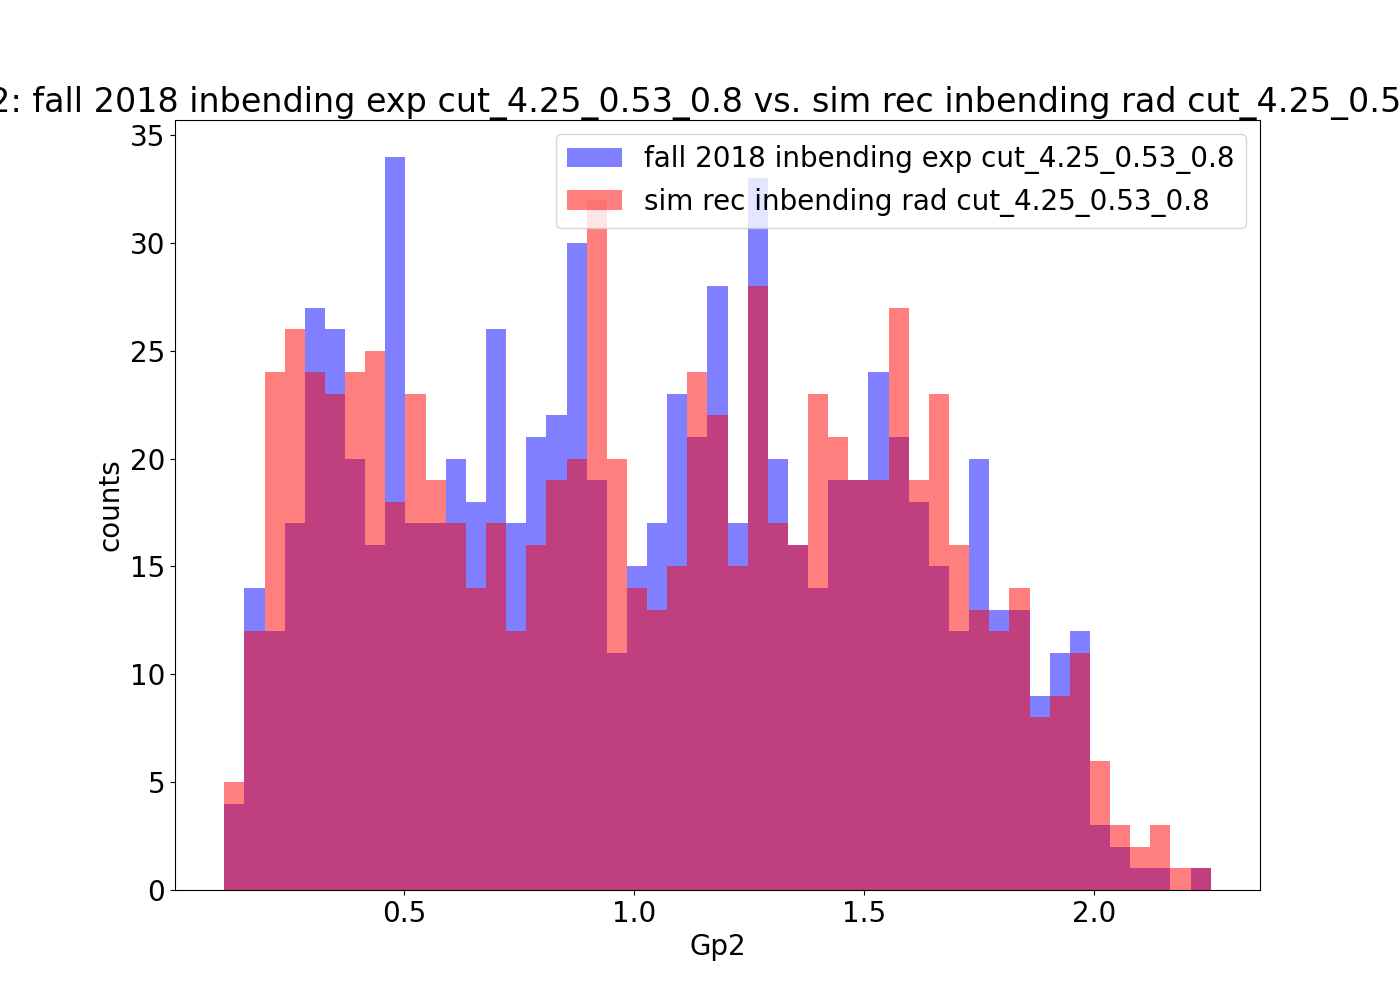 2: fall 2018 inbending exp cut_4.25_0.53_0.8 vs. sim rec inbending rad cut_4.25_0.5
fall 2018 inbending exp cut_4.25_0.53_0.8
sim rec inbending rad cut_4.25_0.53_0.8
35
30
25
20
15
10
5
0
counts
0.5 1.0 1.5 2.0
Gp2